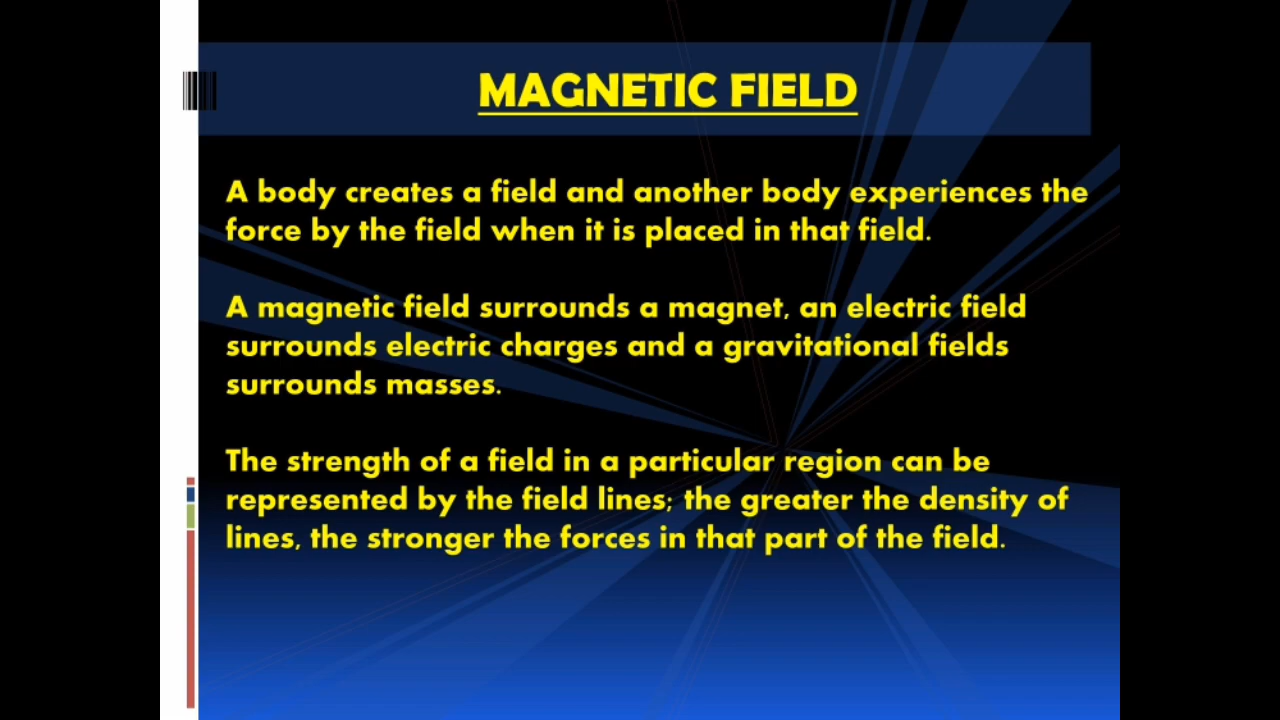 MAGNETIC FIELD
A body creates a field and another body experiences the
force by the field when it is placed in that field.
A magnetic field surrounds a magnet, an electric field
surrounds electric charges and a gravitational fields
surrounds masses.
The strength of a field in a particular region can be
represented by the field lines; the greater the density of
lines, the stronger the forces in that part of the field.